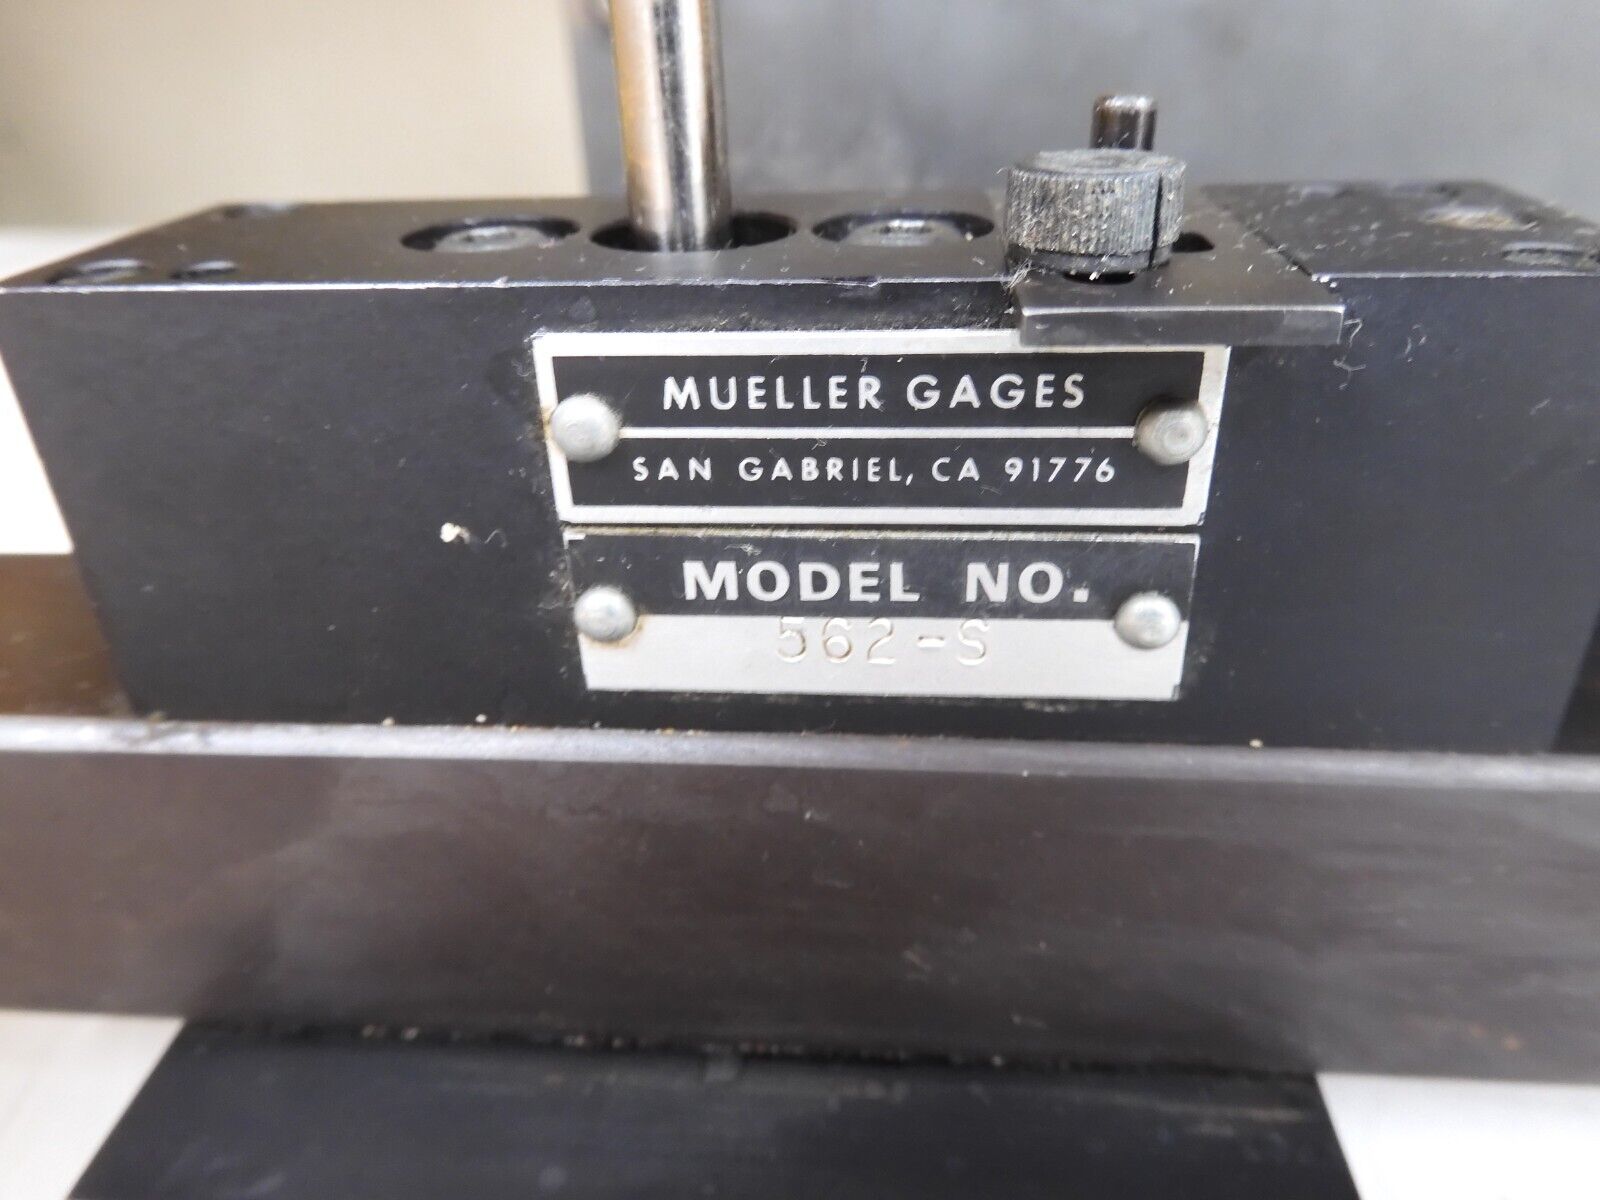 MUELLER GAGES
SAN GABRIEL, CA 91776
MODEL NO.
562-S